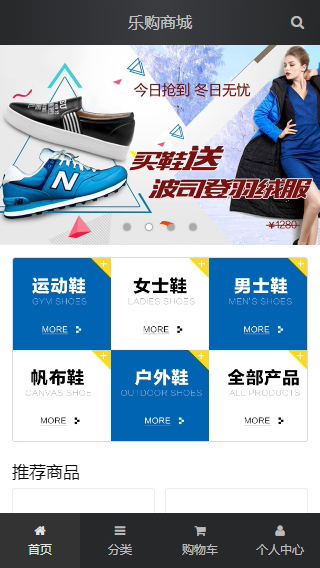 乐购商城
今日抢到 冬日无忧
买鞋送
波司登羽绒服
¥1280
N
运动鞋
GYM SHOES
MORE
女士鞋
LADIES SHOES
MORE
男士鞋
MEN'S SHOES
MORE
帆布鞋
CANVAS SHOE
MORE
户外鞋
OUTDOOR SHOES
MORE
全部产品
ALL PRODUCTS
MORE
推荐商品
首页
分类
购物车
个人中心